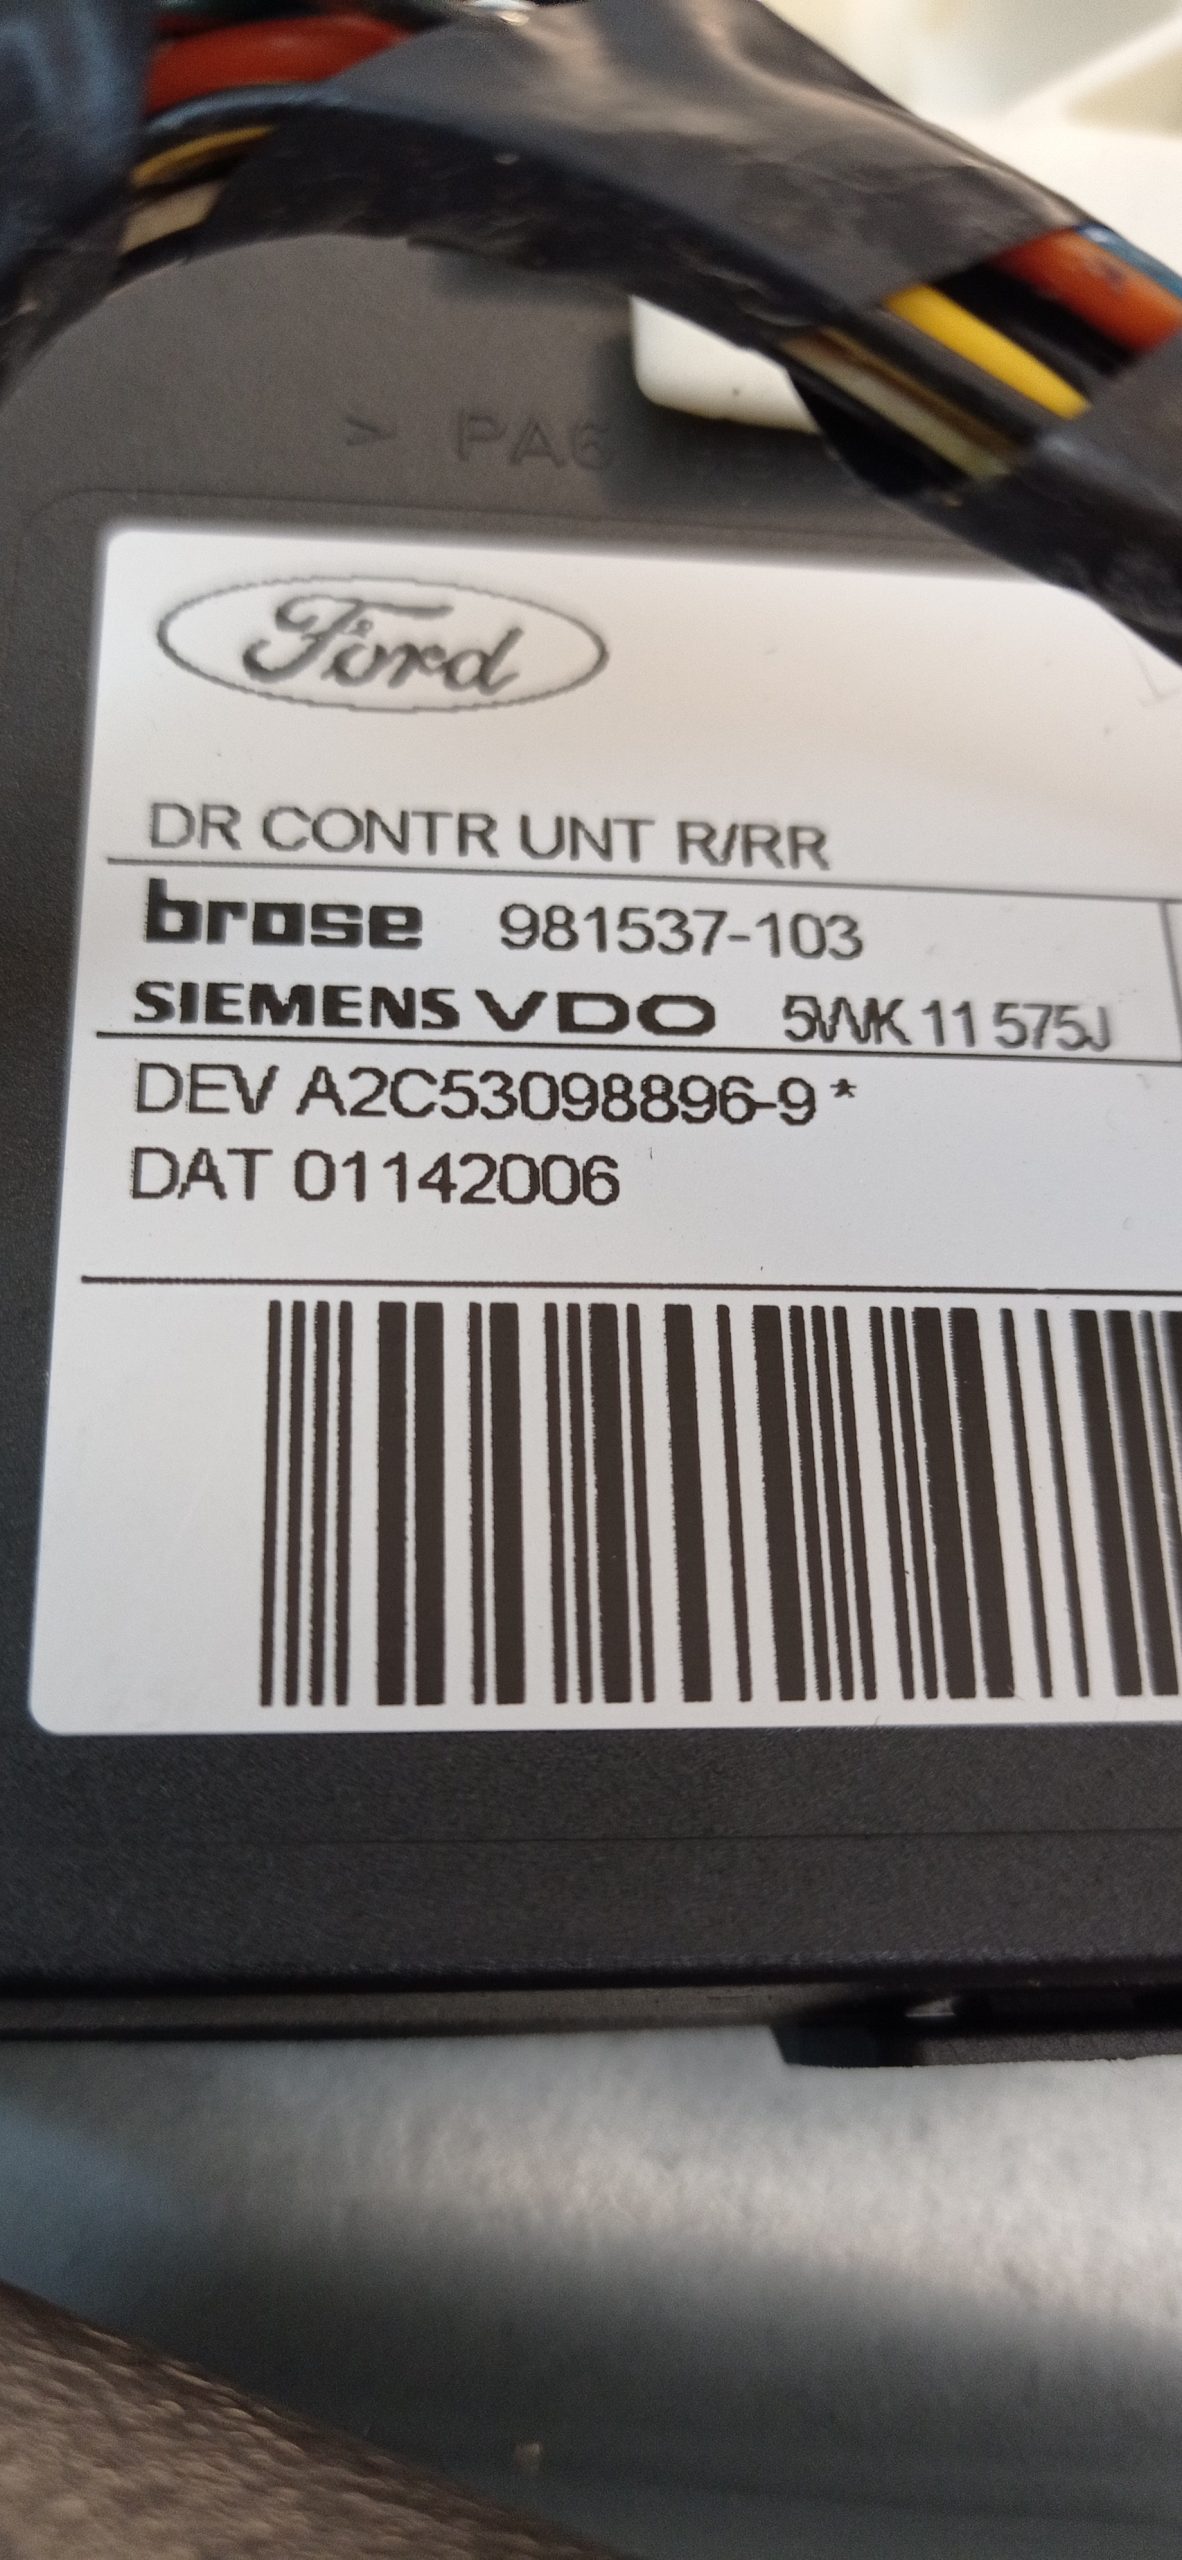 > PA6
Ford
DR CONTR UNT R/RR
brose 981537-103
SIEMENS VDO 5WK 11 575J
DEV A2C53098896-9 *
DAT 01142006